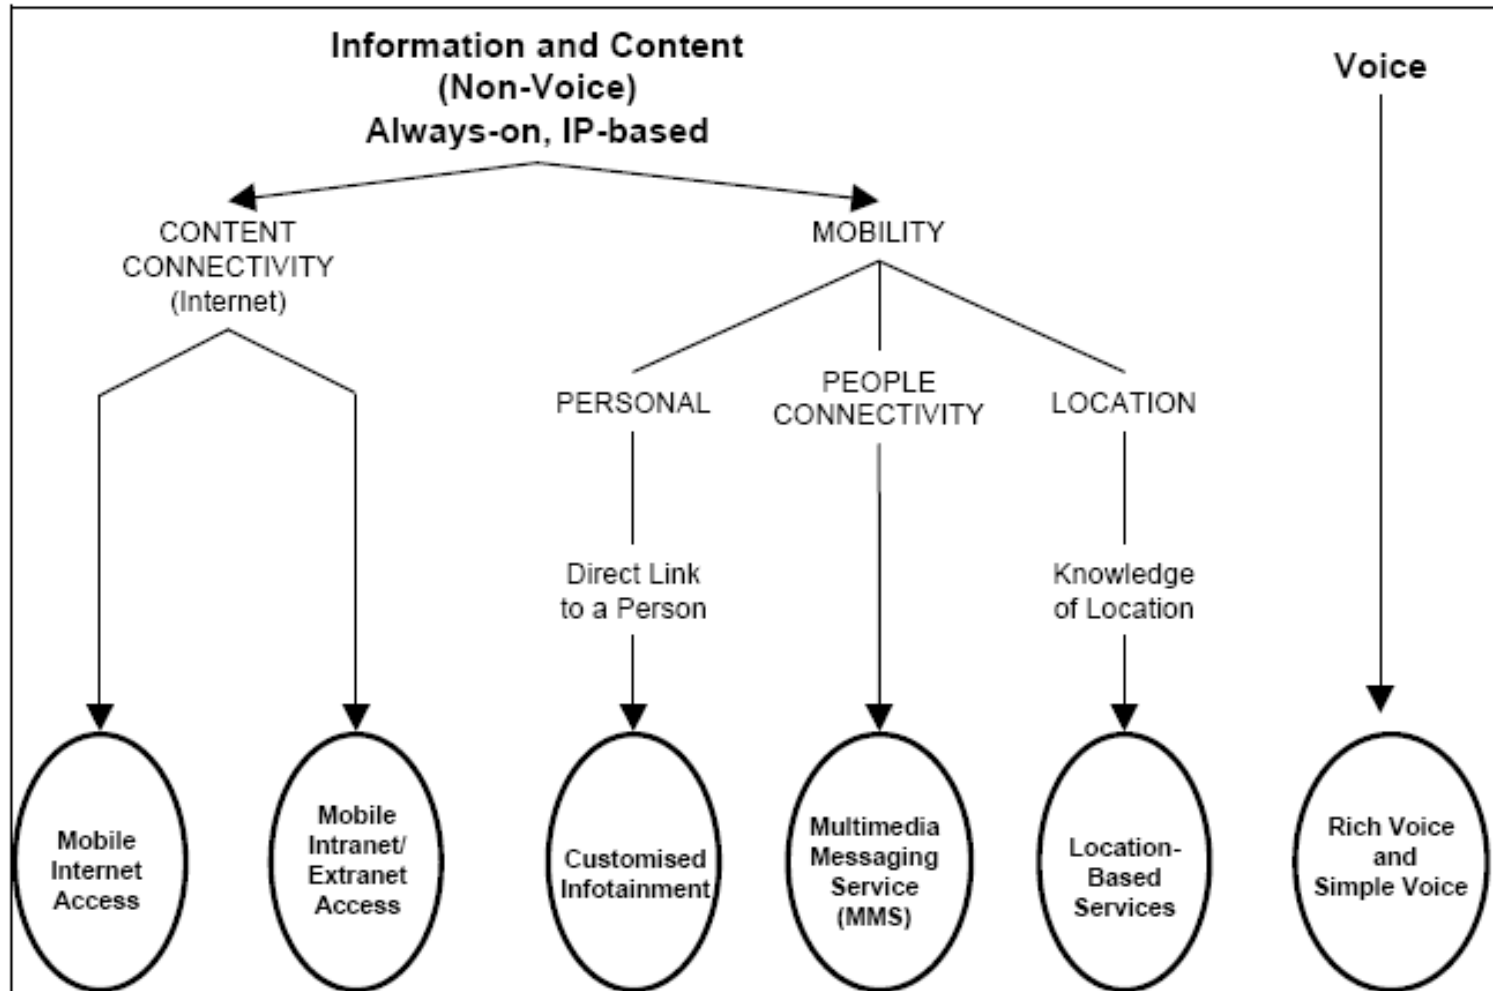 Information and Content
(Non-Voice)
Always-on, IP-based
Voice
CONTENT
CONNECTIVITY
(Internet)
MOBILITY
PERSONAL
PEOPLE
CONNECTIVITY
LOCATION
Direct Link
to a Person
Knowledge
of Location
Mobile
Internet
Access
Mobile
Intranet/
Extranet
Access
Customised
Infotainment
Multimedia
Messaging
Service
(MMS)
Location-
Based
Services
Rich Voice
and
Simple Voice